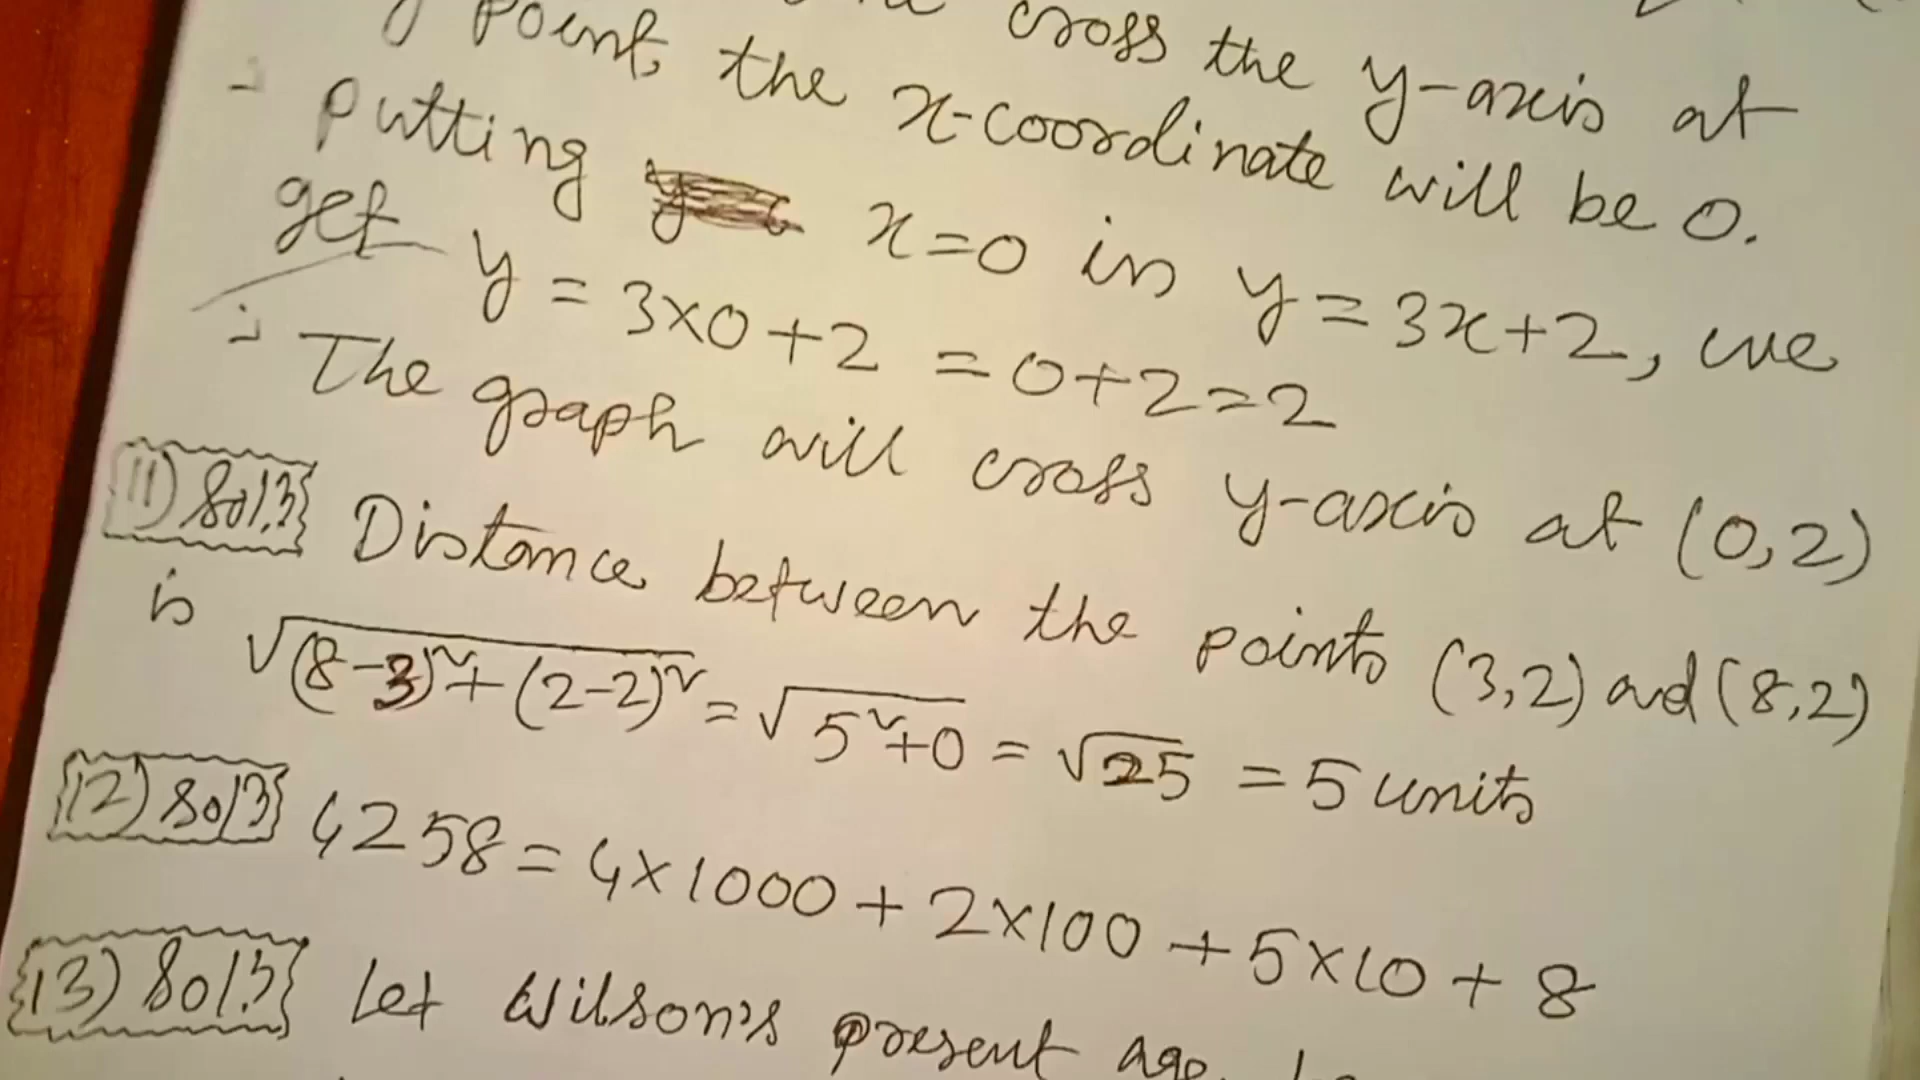 cross the y-axis at
point, the x-coordinate will be 0.
∴ putting x=0 in y=3x+2, we
get y = 3×0+2 = 0+2=2
∴ The graph will cross y-axis at (0,2)
11) Sol: Distance between the points (3,2) and (8,2)
is √(8-3)²+(2-2)² = √5²+0 = √25 = 5 units
12) Sol: 4258 = 4×1000 + 2×100 + 5×10 + 8
13) Sol: Let Wilson's present age